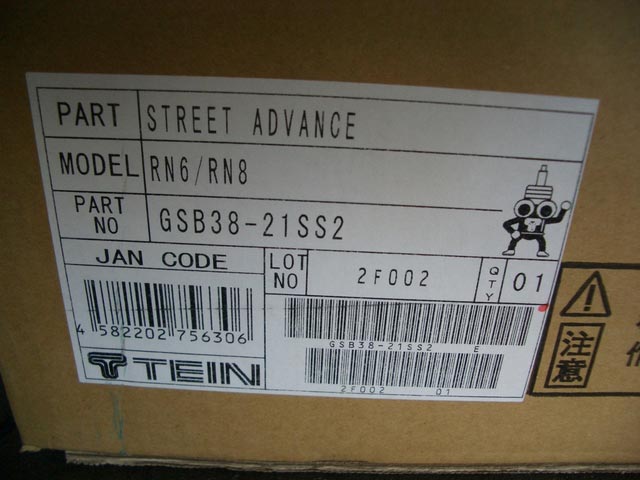 PART STREET ADVANCE
MODEL RN6/RN8
PART NO GSB38-21SS2
JAN CODE
LOT NO 2F002 QTY 01
4 582202 756306
GSB38-21SS2 E
TEIN
2F002 01
注意
作